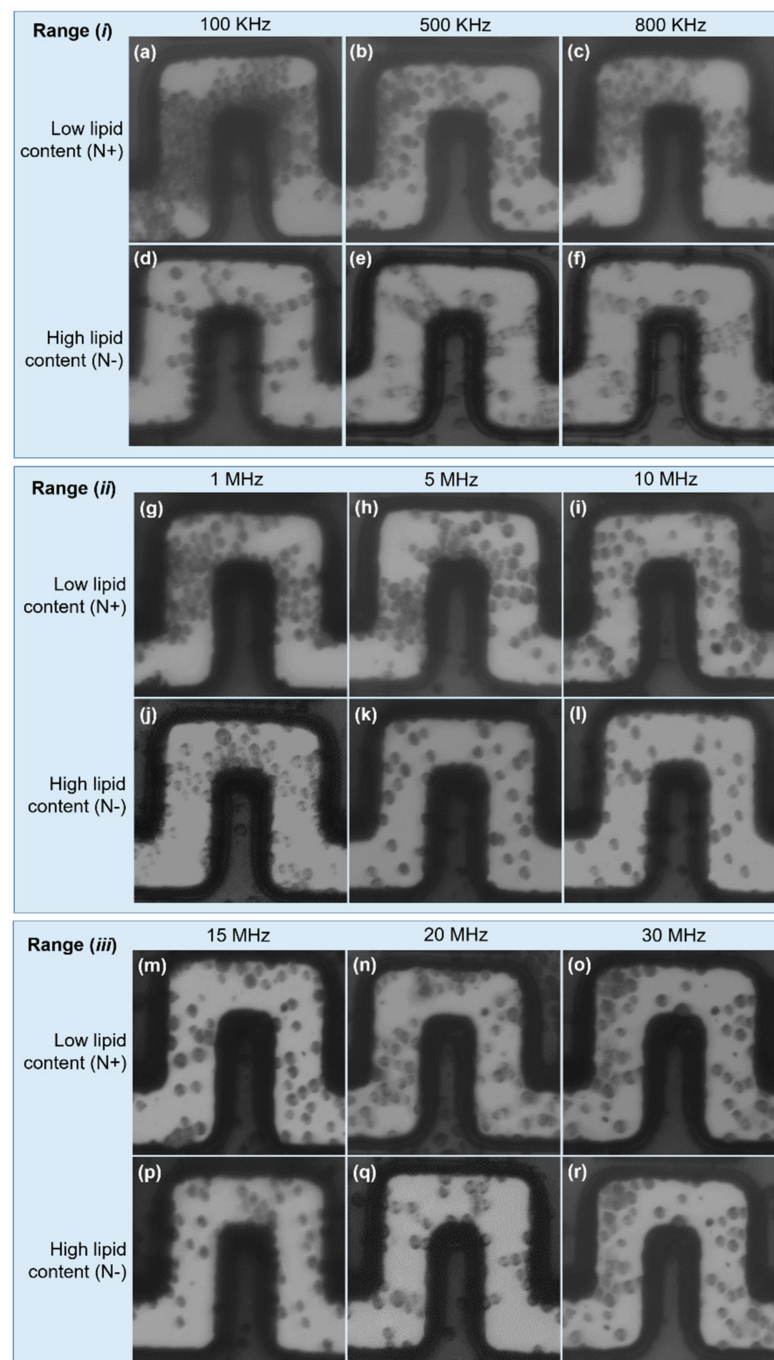 Range (i)
100 KHz
500 KHz
800 KHz
(a)
(b)
(c)
Low lipid
content (N+)
(d)
(e)
(f)
High lipid
content (N-)
Range (ii)
1 MHz
5 MHz
10 MHz
(g)
(h)
(i)
Low lipid
content (N+)
(j)
(k)
(l)
High lipid
content (N-)
Range (iii)
15 MHz
20 MHz
30 MHz
(m)
(n)
(o)
Low lipid
content (N+)
(p)
(q)
(r)
High lipid
content (N-)